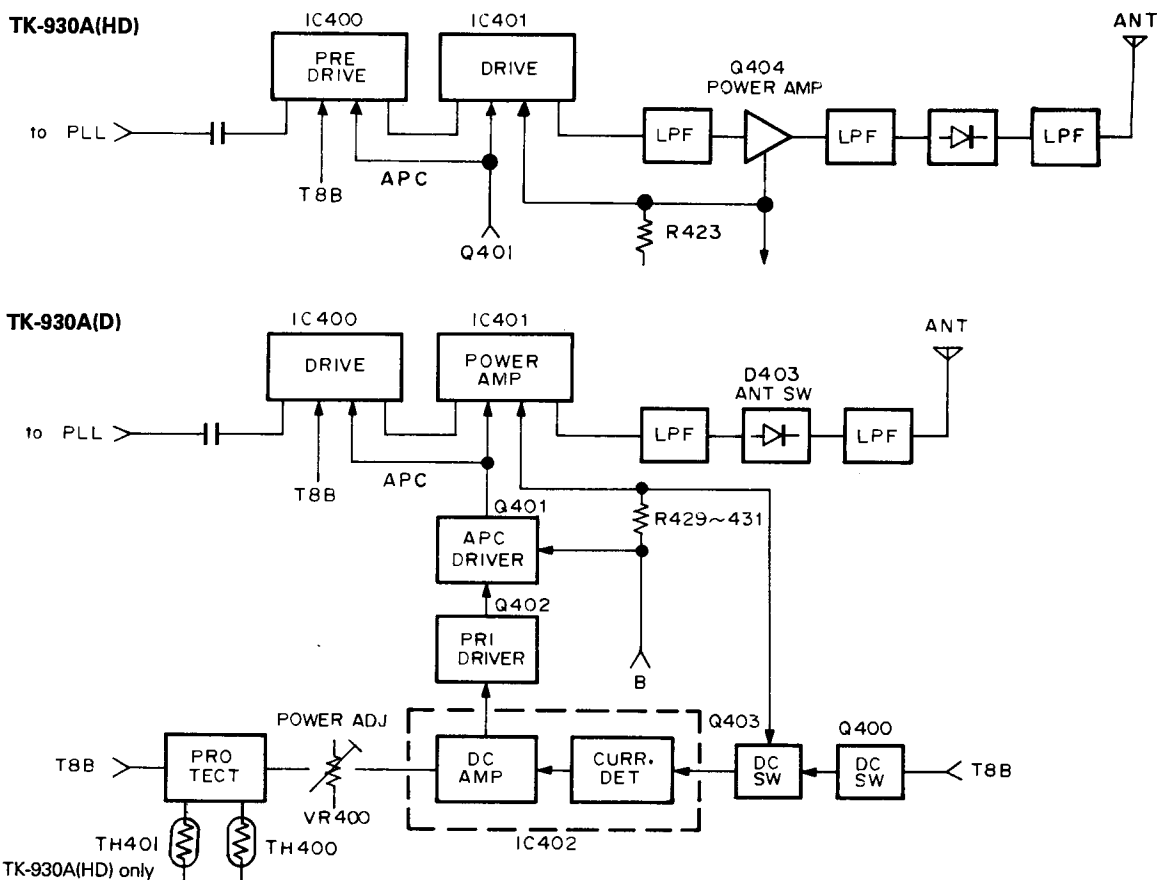 TK-930A(HD)
IC400
IC401
ANT
PRE
DRIVE
DRIVE
Q404
POWER AMP
to PLL
LPF
LPF
LPF
T8B
APC
Q401
R423
TK-930A(D)
IC400
IC401
ANT
DRIVE
POWER
AMP
D403
ANT SW
to PLL
LPF
LPF
T8B
APC
Q401
R429~431
APC
DRIVER
Q402
PRI
DRIVER
B
POWER ADJ
Q403
Q400
T8B
PRO
TECT
DC
AMP
CURR.
DET
DC
SW
DC
SW
T8B
VR400
IC402
TH401
TH400
TK-930A(HD) only